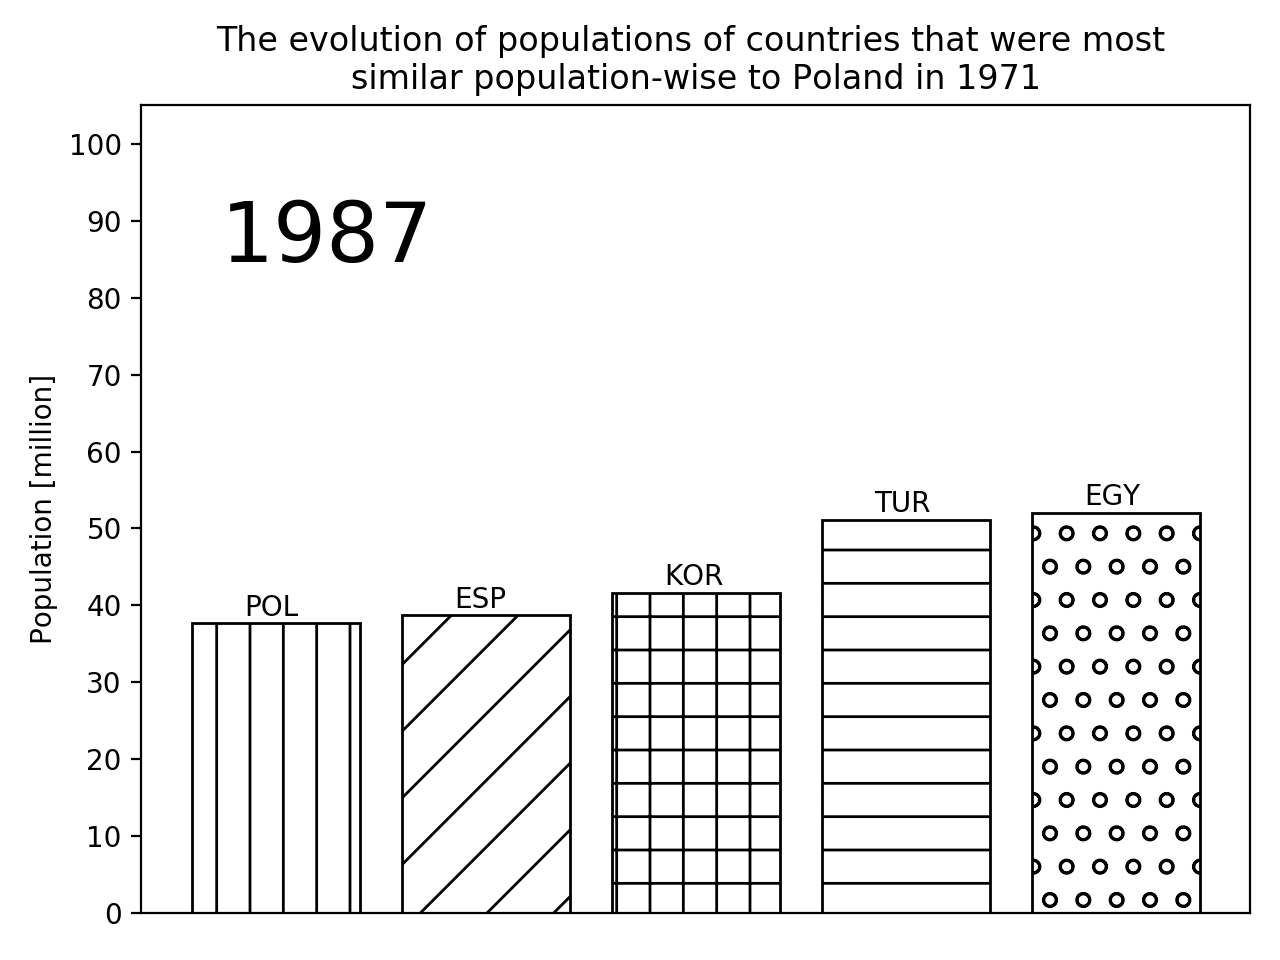 The evolution of populations of countries that were most
similar population-wise to Poland in 1971
1987
Population [million]
100
90
80
70
60
50
40
30
20
10
0
POL
ESP
KOR
TUR
EGY